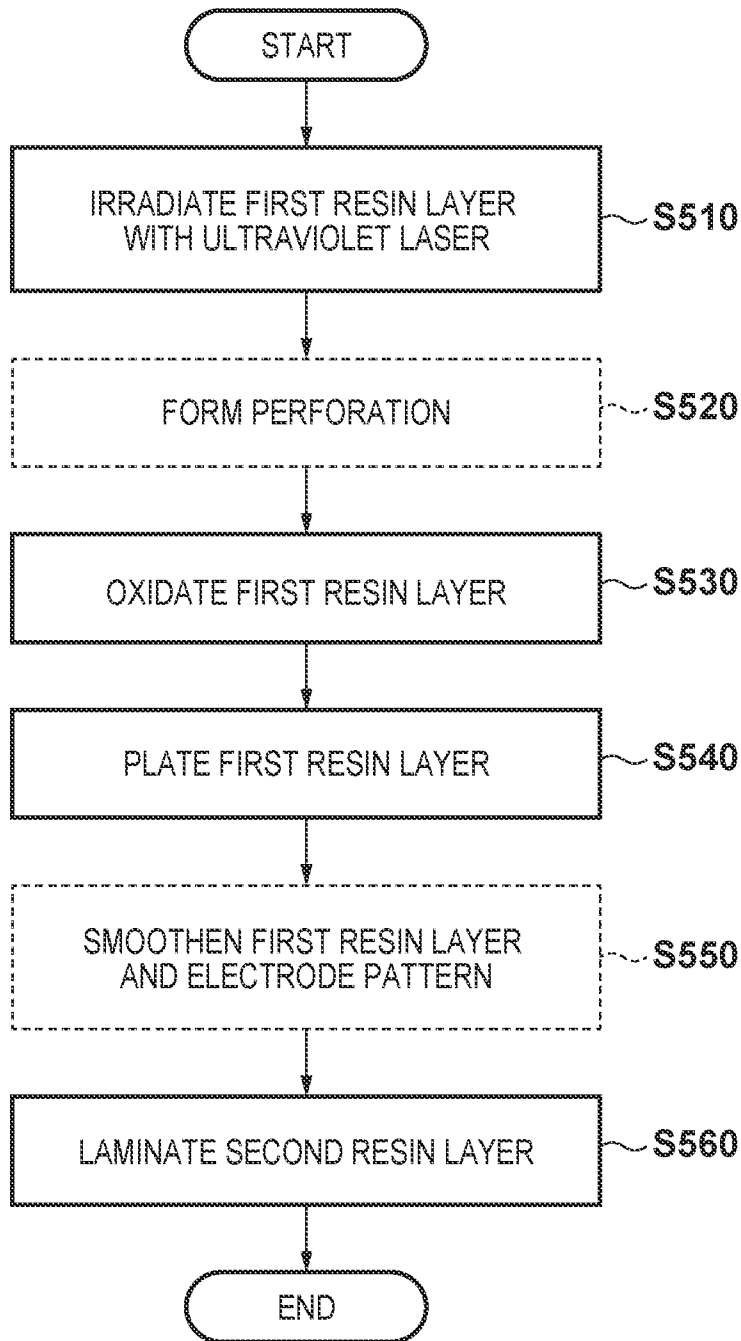 START
IRRADIATE FIRST RESIN LAYER
WITH ULTRAVIOLET LASER
S510
FORM PERFORATION
S520
OXIDATE FIRST RESIN LAYER
S530
PLATE FIRST RESIN LAYER
S540
SMOOTHEN FIRST RESIN LAYER
AND ELECTRODE PATTERN
S550
LAMINATE SECOND RESIN LAYER
S560
END